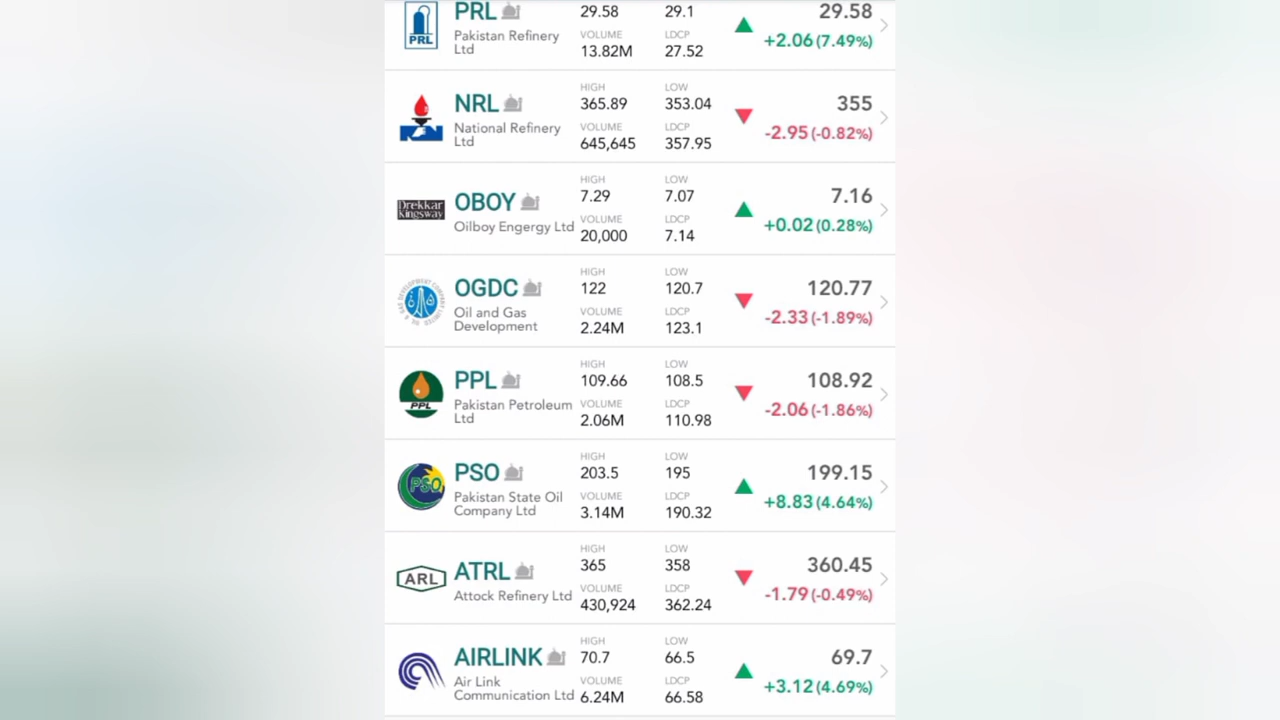 PRL 29.58 29.1 29.58
PRL Pakistan Refinery VOLUME LDCP +2.06 (7.49%)
Ltd 13.82M 27.52
HIGH LOW
NRL 365.89 353.04 355
National Refinery VOLUME LDCP -2.95 (-0.82%)
Ltd 645,645 357.95
HIGH LOW
OBOY 7.29 7.07 7.16
Drekkar
Kingsway
Oilboy Engergy Ltd VOLUME LDCP +0.02 (0.28%)
20,000 7.14
HIGH LOW
OGDC 122 120.7 120.77
Oil and Gas VOLUME LDCP -2.33 (-1.89%)
Development 2.24M 123.1
HIGH LOW
PPL 109.66 108.5 108.92
PPL Pakistan Petroleum VOLUME LDCP -2.06 (-1.86%)
Ltd 2.06M 110.98
HIGH LOW
PSO 203.5 195 199.15
PSO Pakistan State Oil VOLUME LDCP +8.83 (4.64%)
Company Ltd 3.14M 190.32
HIGH LOW
ATRL 365 358 360.45
ARL Attock Refinery Ltd VOLUME LDCP -1.79 (-0.49%)
430,924 362.24
HIGH LOW
AIRLINK 70.7 66.5 69.7
Air Link VOLUME LDCP +3.12 (4.69%)
Communication Ltd 6.24M 66.58